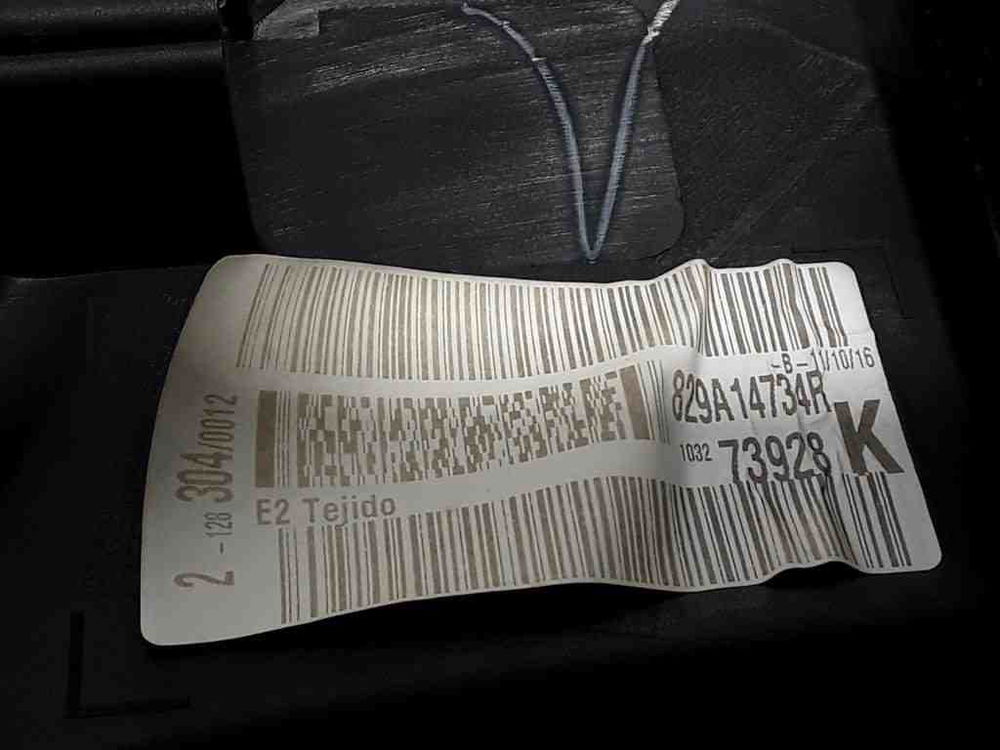 -B-11/10/16
829A14734R
K
1032 73928
E2 Tejido
2 -128 304/0012